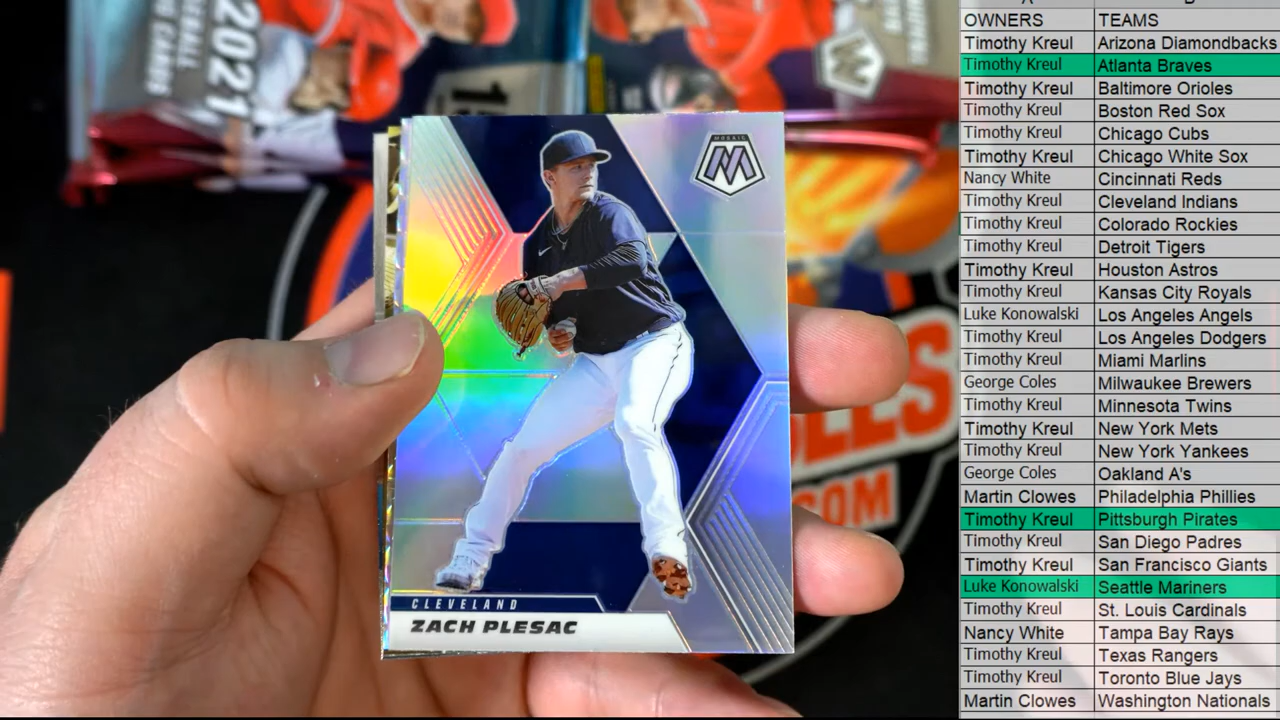 2021
BASEBALL
MOSAIC
CLEVELAND
ZACH PLESAC
.COM
OWNERS TEAMS
Timothy Kreul Arizona Diamondbacks
Timothy Kreul Atlanta Braves
Timothy Kreul Baltimore Orioles
Timothy Kreul Boston Red Sox
Timothy Kreul Chicago Cubs
Timothy Kreul Chicago White Sox
Nancy White Cincinnati Reds
Timothy Kreul Cleveland Indians
Timothy Kreul Colorado Rockies
Timothy Kreul Detroit Tigers
Timothy Kreul Houston Astros
Timothy Kreul Kansas City Royals
Luke Konowalski Los Angeles Angels
Timothy Kreul Los Angeles Dodgers
Timothy Kreul Miami Marlins
George Coles Milwaukee Brewers
Timothy Kreul Minnesota Twins
Timothy Kreul New York Mets
Timothy Kreul New York Yankees
George Coles Oakland A's
Martin Clowes Philadelphia Phillies
Timothy Kreul Pittsburgh Pirates
Timothy Kreul San Diego Padres
Timothy Kreul San Francisco Giants
Luke Konowalski Seattle Mariners
Timothy Kreul St. Louis Cardinals
Nancy White Tampa Bay Rays
Timothy Kreul Texas Rangers
Timothy Kreul Toronto Blue Jays
Martin Clowes Washington Nationals